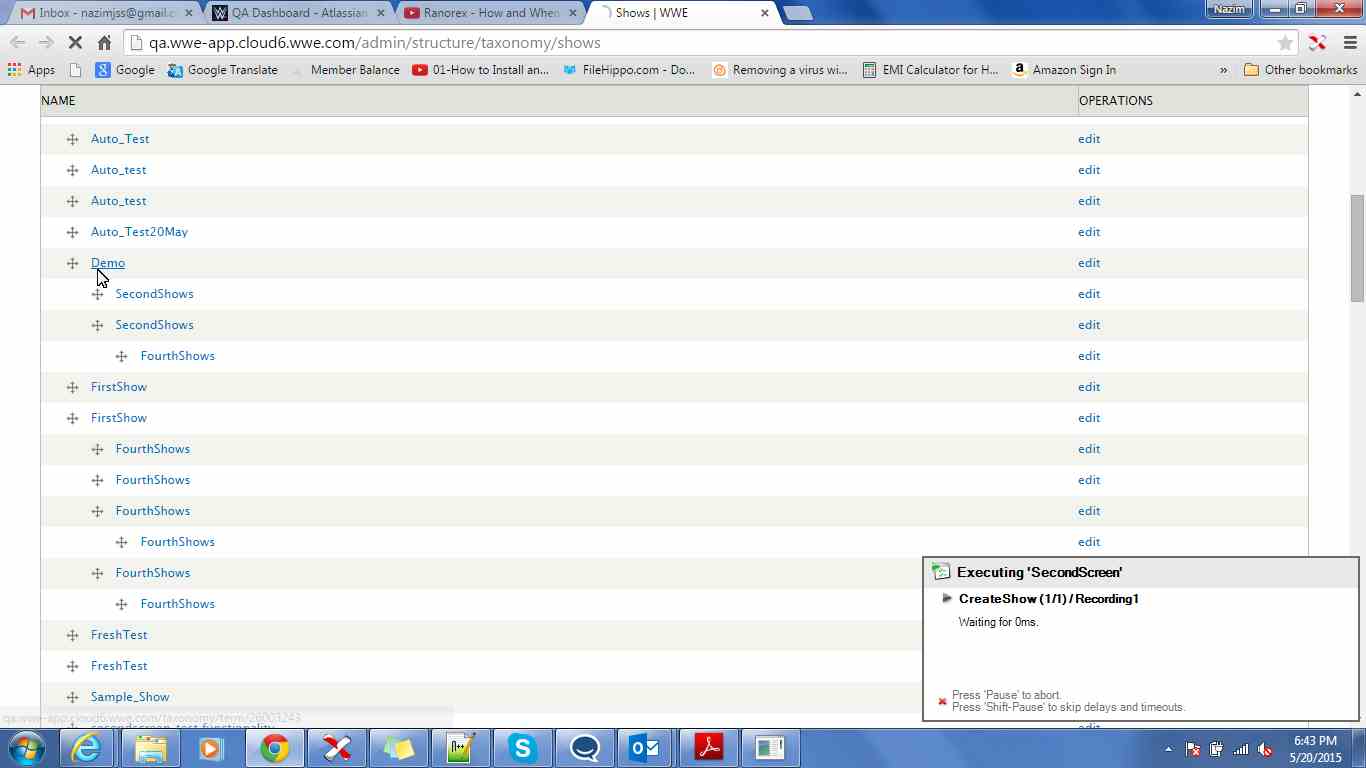 Inbox - nazimjss@gmail.c
QA Dashboard - Atlassian
Ranorex - How and When
Shows | WWE
Nazim
qa.wwe-app.cloud6.wwe.com/admin/structure/taxonomy/shows
Apps
Google
Google Translate
Member Balance
01-How to Install an...
FileHippo.com - Do...
Removing a virus wi...
EMI Calculator for H...
Amazon Sign In
»
Other bookmarks
NAME OPERATIONS
Auto_Test edit
Auto_test edit
Auto_test edit
Auto_Test20May edit
Demo edit
SecondShows edit
SecondShows edit
FourthShows edit
FirstShow edit
FirstShow edit
FourthShows edit
FourthShows edit
FourthShows edit
FourthShows edit
FourthShows
FourthShows
FreshTest
FreshTest
Sample_Show
secondscreen test functionality edit
qa.wwe-app.cloud6.wwe.com/taxonomy/term/26003243
Executing 'SecondScreen'
CreateShow (1/1) / Recording1
Waiting for 0ms.
Press 'Pause' to abort.
Press 'Shift-Pause' to skip delays and timeouts.
6:43 PM
5/20/2015